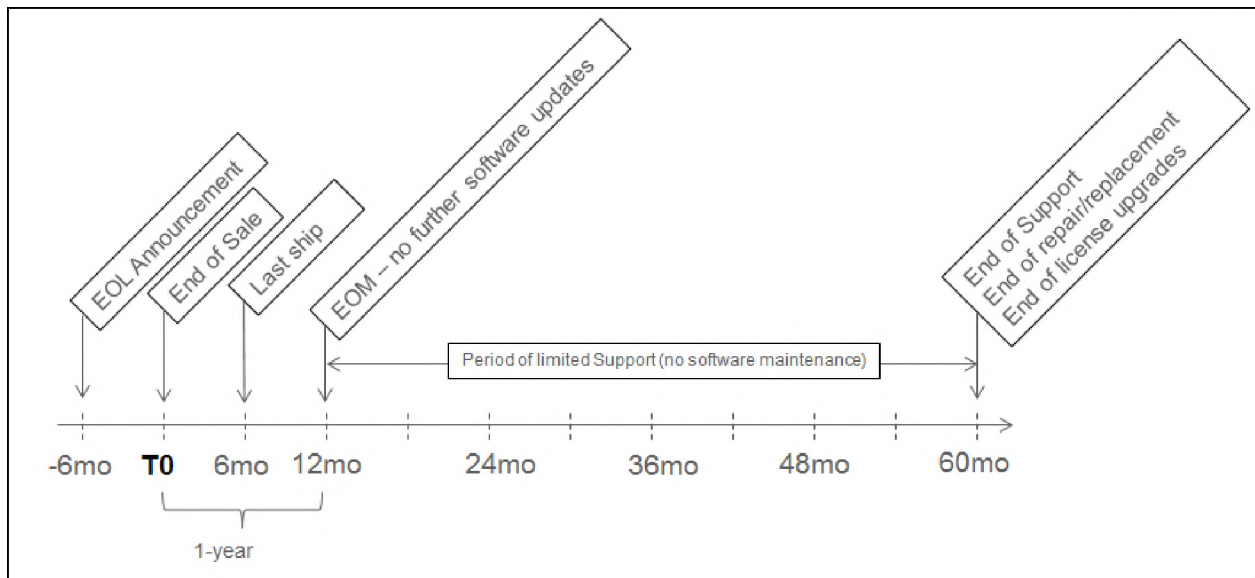 EOL Announcement
End of Sale
Last ship
EOM – no further software updates
End of Support
End of repair/replacement
End of license upgrades
Period of limited Support (no software maintenance)
-6mo T0 6mo 12mo 24mo 36mo 48mo 60mo
1-year